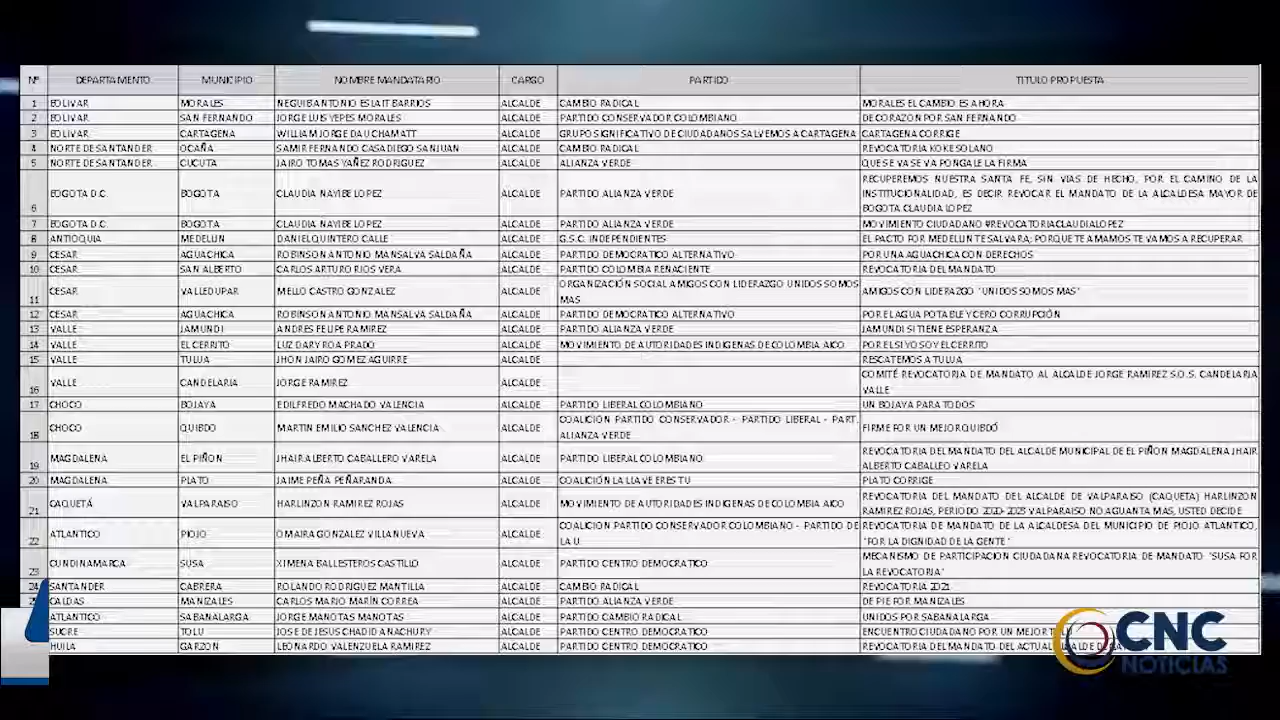 Nº DEPARTAMENTO MUNICIPIO NOMBRE MANDATARIO CARGO PARTIDO TITULO PROPUESTA
1 BOLIVAR MORALES NEGUIB ANTONIO ESLAIT BARRIOS ALCALDE CAMBIO RADICAL MORALES EL CAMBIO ES AHORA
2 BOLIVAR SAN FERNANDO JORGE LUIS YEPES MORALES ALCALDE PARTIDO CONSERVADOR COLOMBIANO DE CORAZON POR SAN FERNANDO
3 BOLIVAR CARTAGENA WILLIAM JORGE DAU CHAMATT ALCALDE GRUPO SIGNIFICATIVO DE CIUDADANOS SALVEMOS A CARTAGENA CARTAGENA CORRIGE
4 NORTE DE SANTANDER OCAÑA SAMIR FERNANDO CASADIEGO SANJUAN ALCALDE CAMBIO RADICAL REVOCATORIA KOKE SOLANO
5 NORTE DE SANTANDER CUCUTA JAIRO TOMAS YAÑEZ RODRIGUEZ ALCALDE ALIANZA VERDE QUE SE VA SE VA PONGALE LA FIRMA
6 BOGOTA D.C. BOGOTA CLAUDIA NAYIBE LOPEZ ALCALDE PARTIDO ALIANZA VERDE RECUPEREMOS NUESTRA SANTA FE, SIN VIAS DE HECHO, POR EL CAMINO DE LA
INSTITUCIONALIDAD, ES DECIR REVOCAR EL MANDATO DE LA ALCALDESA MAYOR DE
BOGOTA CLAUDIA LOPEZ
7 BOGOTA D.C. BOGOTA CLAUDIA NAYIBE LOPEZ ALCALDE PARTIDO ALIANZA VERDE MOVIMIENTO CIUDADANO #REVOCATORIACLAUDIALOPEZ
8 ANTIOQUIA MEDELLIN DANIEL QUINTERO CALLE ALCALDE G.S.C. INDEPENDIENTES EL PACTO POR MEDELLIN TE SALVARA; PORQUE TE AMAMOS TE VAMOS A RECUPERAR
9 CESAR AGUACHICA ROBINSON ANTONIO MANSALVA SALDAÑA ALCALDE PARTIDO DEMOCRATICO ALTERNATIVO POR UNA AGUACHICA CON DERECHOS
10 CESAR SAN ALBERTO CARLOS ARTURO RIOS VERA ALCALDE PARTIDO COLOMBIA RENACIENTE REVOCATORIA DEL MANDATO
11 CESAR VALLEDUPAR MELLO CASTRO GONZALEZ ALCALDE ORGANIZACIÓN SOCIAL AMIGOS CON LIDERAZGO UNIDOS SOMOS
MAS AMIGOS CON LIDERAZGO "UNIDOS SOMOS MAS"
12 CESAR AGUACHICA ROBINSON ANTONIO MANSALVA SALDAÑA ALCALDE PARTIDO DEMOCRATICO ALTERNATIVO POR EL AGUA POTABLE Y CERO CORRUPCIÓN
13 VALLE JAMUNDI ANDRES FELIPE RAMIREZ ALCALDE PARTIDO ALIANZA VERDE JAMUNDI SI TIENE ESPERANZA
14 VALLE EL CERRITO LUZ DARY ROA PRADO ALCALDE MOVIMIENTO DE AUTORIDADES INDIGENAS DE COLOMBIA AICO POR EL SI YO SOY EL CERRITO
15 VALLE TULUA JHON JAIRO GOMEZ AGUIRRE ALCALDE RESCATEMOS A TULUA
16 VALLE CANDELARIA JORGE RAMIREZ ALCALDE COMITÉ REVOCATORIA DE MANDATO AL ALCALDE JORGE RAMIREZ S.O.S. CANDELARIA
VALLE
17 CHOCO BOJAYA EDILFREDO MACHADO VALENCIA ALCALDE PARTIDO LIBERAL COLOMBIANO UN BOJAYA PARA TODOS
18 CHOCO QUIBDO MARTIN EMILIO SANCHEZ VALENCIA ALCALDE COALICIÓN PARTIDO CONSERVADOR - PARTIDO LIBERAL - PART.
ALIANZA VERDE FIRME POR UN MEJOR QUIBDÓ
19 MAGDALENA EL PIÑON JHAIR ALBERTO CABALLERO VARELA ALCALDE PARTIDO LIBERAL COLOMBIANO REVOCATORIA DEL MANDATO DEL ALCALDE MUNICIPAL DE EL PIÑON MAGDALENA JHAIR
ALBERTO CABALLEO VARELA
20 MAGDALENA PLATO JAIME PEÑA PEÑARANDA ALCALDE COALICIÓN LA LLAVE ERES TU PLATO CORRIGE
21 CAQUETÁ VALPARAISO HARLINZON RAMIREZ ROJAS ALCALDE MOVIMIENTO DE AUTORIDADES INDIGENAS DE COLOMBIA AICO REVOCATORIA DEL MANDATO DEL ALCALDE DE VALPARAISO (CAQUETA) HARLINZON
RAMIREZ ROJAS, PERIODO 2020-2023 VALPARAISO NO AGUANTA MAS, USTED DECIDE
22 ATLANTICO PIOJO OMAIRA GONZALEZ VILLANUEVA ALCALDE COALICION PARTIDO CONSERVADOR COLOMBIANO - PARTIDO DE
LA U. REVOCATORIA DE MANDATO DE LA ALCALDESA DEL MUNICIPIO DE PIOJO ATLANTICO,
"FOR LA DIGNIDAD DE LA GENTE"
23 CUNDINAMARCA SUSA XIMENA BALLESTEROS CASTILLO ALCALDE PARTIDO CENTRO DEMOCRATICO MECANISMO DE PARTICIPACION CIUDADANA REVOCATORIA DE MANDATO "SUSA FOR
LA REVOCATORIA"
24 SANTANDER CABRERA ROLANDO RODRIGUEZ MANTILLA ALCALDE CAMBIO RADICAL REVOCATORIA 2021
CALDAS MANIZALES CARLOS MARIO MARÍN CORREA ALCALDE PARTIDO ALIANZA VERDE DE PIE FOR MANIZALES
ATLANTICO SABANALARGA JORGE MANOTAS MANOTAS ALCALDE PARTIDO CAMBIO RADICAL UNIDOS POR SABANALARGA
SUCRE TOLU JOSE DE JESUS CHADID ANACHURY ALCALDE PARTIDO CENTRO DEMOCRATICO ENCUENTRO CIUDADANO POR UN MEJOR
HUILA GARZON LEONARDO VALENZUELA RAMIREZ ALCALDE PARTIDO CENTRO DEMOCRATICO REVOCATORIA DEL MANDATO DEL ACTUAL
CNC
NOTICIAS